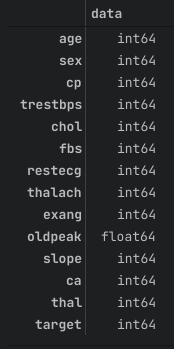 data
age int64
sex int64
cp int64
trestbps int64
chol int64
fbs int64
restecg int64
thalach int64
exang int64
oldpeak float64
slope int64
ca int64
thal int64
target int64